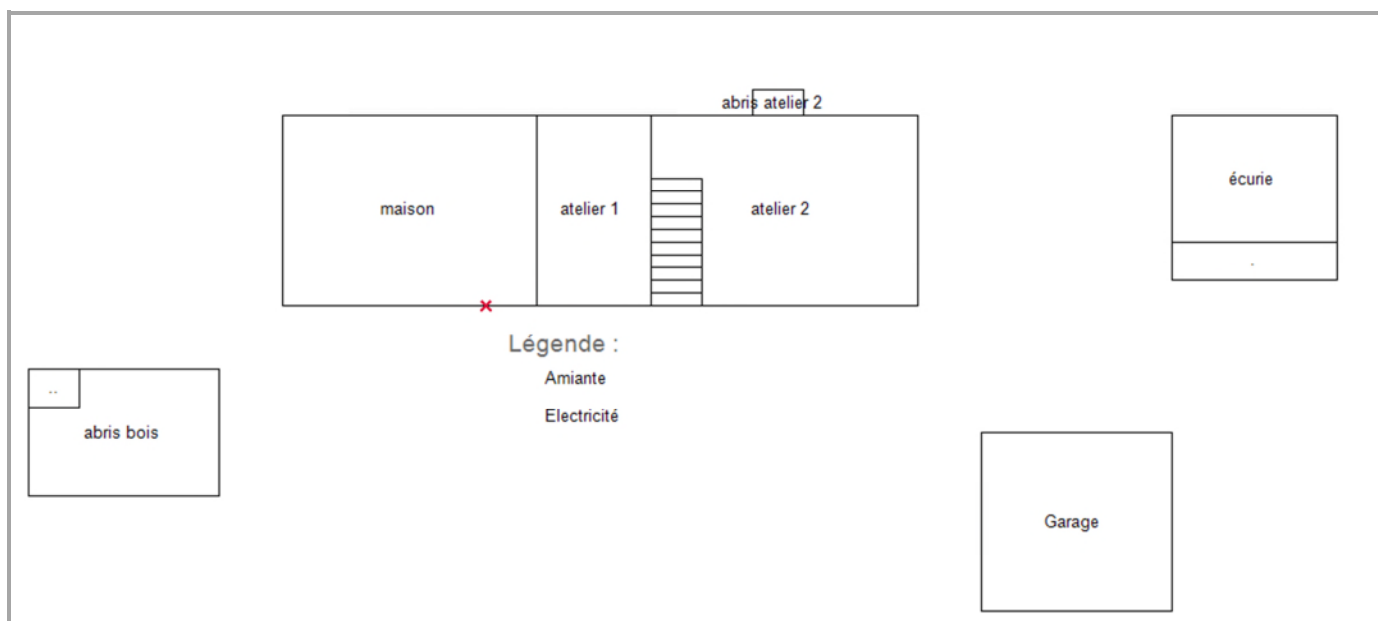 abris atelier 2
écurie
maison
atelier 1
atelier 2
.
Légende :
Amiante
Electricité
..
abris bois
Garage